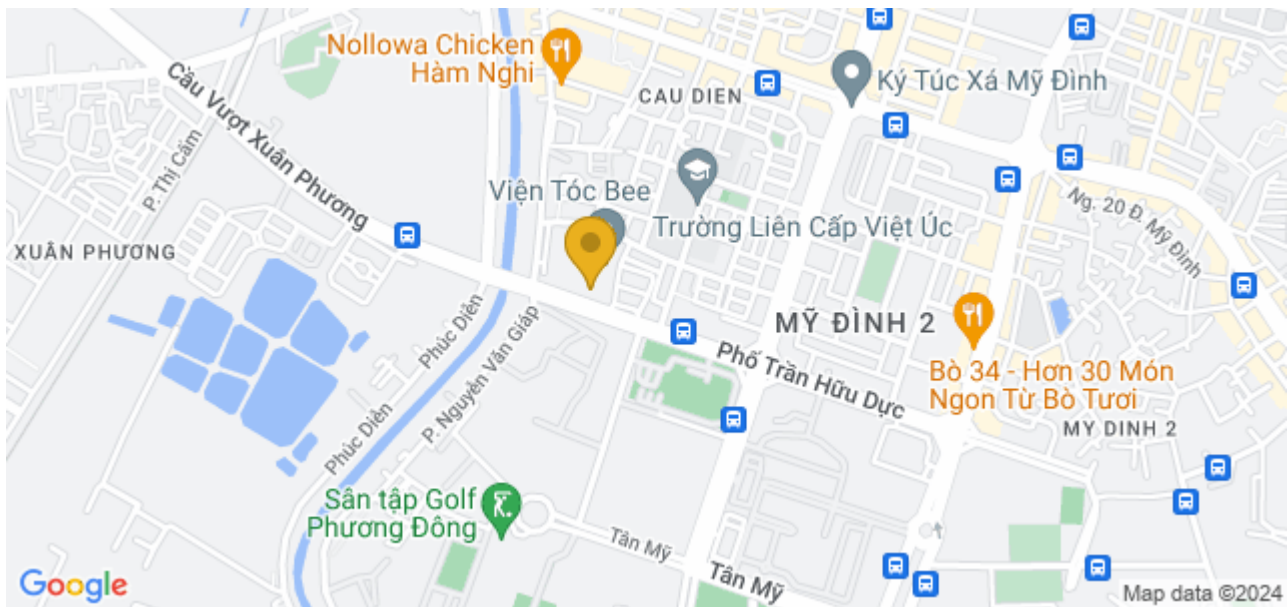 Nollowa Chicken
Hàm Nghi
Ký Túc Xá Mỹ Đình
CAU DIEN
Cầu Vượt Xuân Phương
P. Thị Cấm
Viện Tóc Bee
Trường Liên Cấp Việt Úc
Ng. 20 Đ. Mỹ Đình
XUÂN PHƯƠNG
Phúc Diễn
P. Nguyễn Văn Giáp
MỸ ĐÌNH 2
Phố Trần Hữu Dực
Bò 34 - Hơn 30 Món
Ngon Từ Bò Tươi
MY DINH 2
Phúc Diễn
Sân tập Golf
Phương Đông
Tân Mỹ
Tân Mỹ
Google
Map data ©2024